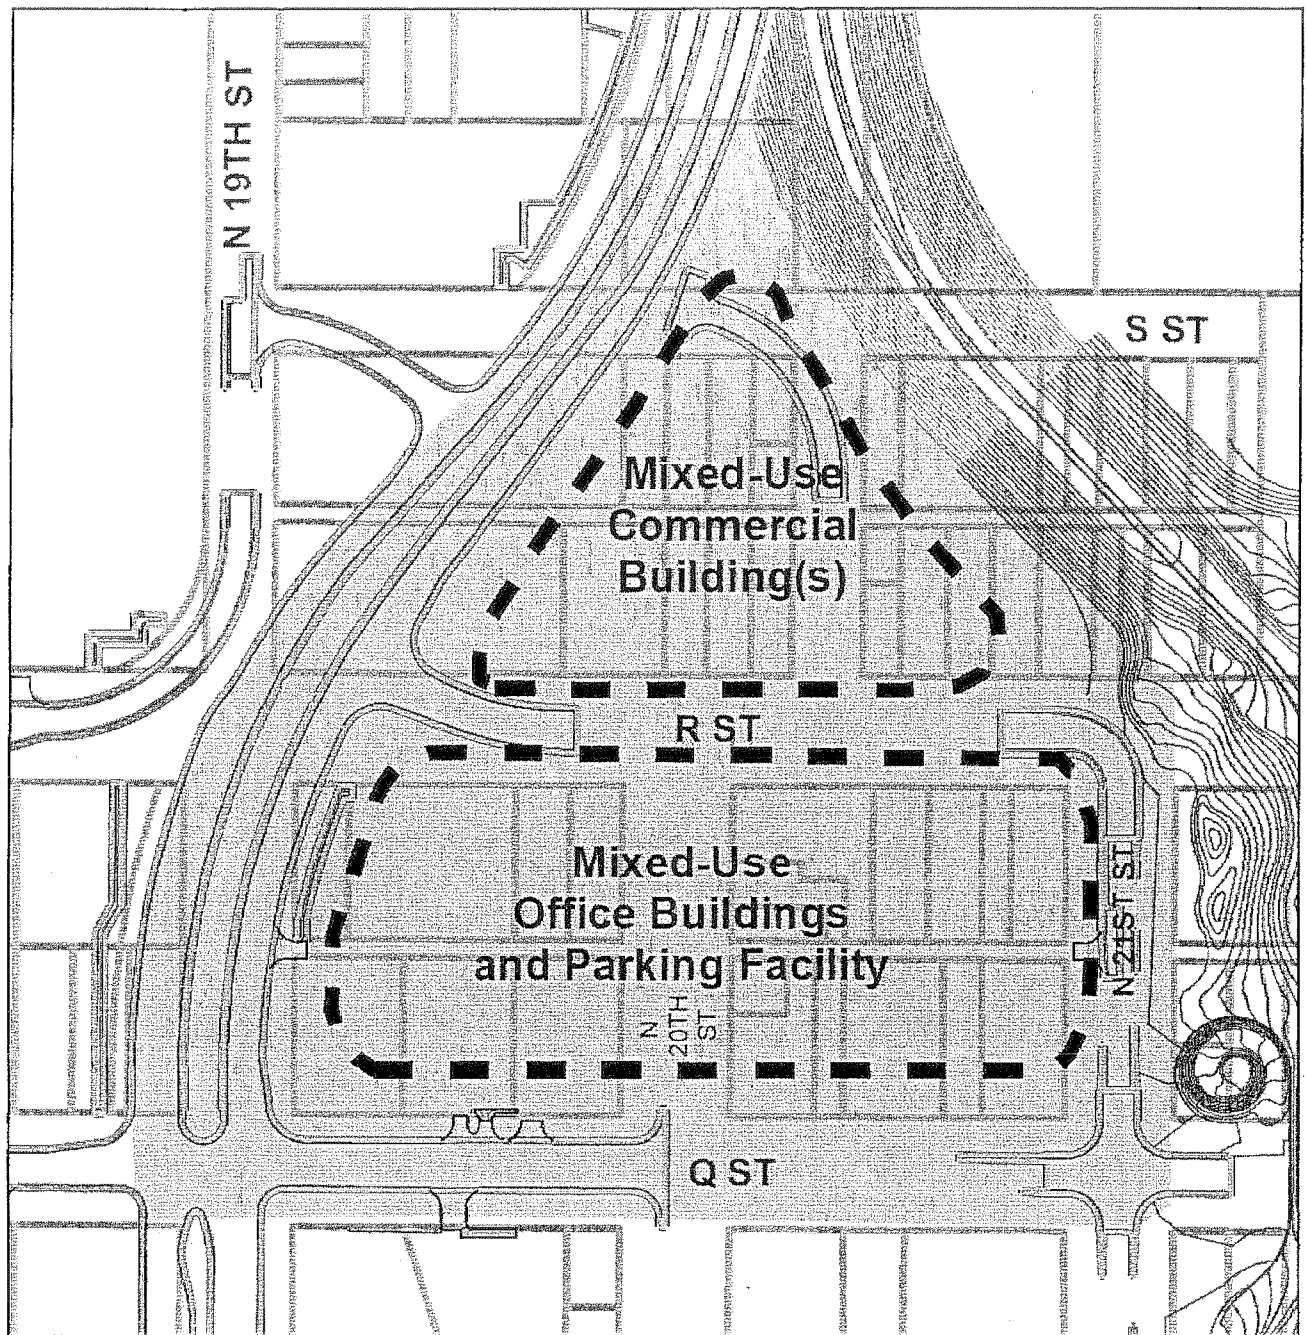 N 19TH ST
S ST
Mixed-Use
Commercial
Building(s)
R ST
Mixed-Use
Office Buildings
and Parking Facility
N 21ST ST
N
20TH
ST
Q ST